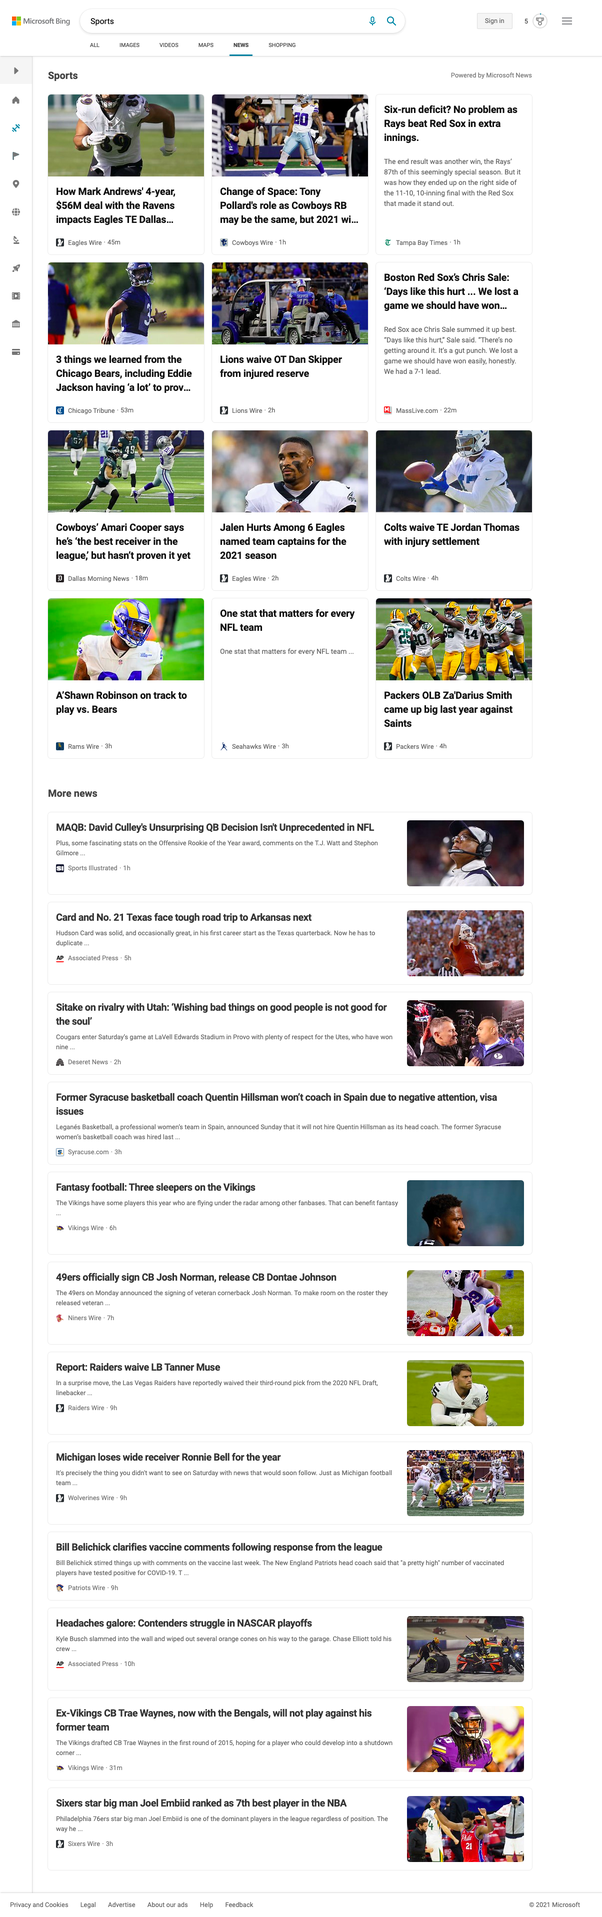 Microsoft Bing
Sports
Sign in
5
ALL
IMAGES
VIDEOS
MAPS
NEWS
SHOPPING
Sports
Powered by Microsoft News
How Mark Andrews' 4-year,
$56M deal with the Ravens
impacts Eagles TE Dallas...
Eagles Wire · 45m
Change of Space: Tony
Pollard's role as Cowboys RB
may be the same, but 2021 wi...
Cowboys Wire · 1h
Six-run deficit? No problem as
Rays beat Red Sox in extra
innings.
The end result was another win, the Rays'
87th of this seemingly special season. But it
was how they ended up on the right side of
the 11-10, 10-inning final with the Red Sox
that made it stand out.
Tampa Bay Times · 1h
3 things we learned from the
Chicago Bears, including Eddie
Jackson having 'a lot' to prov...
Chicago Tribune · 53m
Lions waive OT Dan Skipper
from injured reserve
Lions Wire · 2h
Boston Red Sox's Chris Sale:
'Days like this hurt ... We lost a
game we should have won...
Red Sox ace Chris Sale summed it up best.
"Days like this hurt," Sale said. "There's no
getting around it. It's a gut punch. We lost a
game we should have won easily, honestly.
We had a 7-1 lead.
MassLive.com · 22m
Cowboys' Amari Cooper says
he's 'the best receiver in the
league,' but hasn't proven it yet
Dallas Morning News · 18m
Jalen Hurts Among 6 Eagles
named team captains for the
2021 season
Eagles Wire · 2h
Colts waive TE Jordan Thomas
with injury settlement
Colts Wire · 4h
A'Shawn Robinson on track to
play vs. Bears
Rams Wire · 3h
One stat that matters for every
NFL team
One stat that matters for every NFL team ...
Seahawks Wire · 3h
Packers OLB Za'Darius Smith
came up big last year against
Saints
Packers Wire · 4h
More news
MAQB: David Culley's Unsurprising QB Decision Isn't Unprecedented in NFL
Plus, some fascinating stats on the Offensive Rookie of the Year award, comments on the T.J. Watt and Stephon
Gilmore ...
Sports Illustrated · 1h
Card and No. 21 Texas face tough road trip to Arkansas next
Hudson Card was solid, and occasionally great, in his first career start as the Texas quarterback. Now he has to
duplicate ...
Associated Press · 5h
Sitake on rivalry with Utah: 'Wishing bad things on good people is not good for
the soul'
Cougars enter Saturday's game at LaVell Edwards Stadium in Provo with plenty of respect for the Utes, who have won
nine ...
Deseret News · 2h
Former Syracuse basketball coach Quentin Hillsman won't coach in Spain due to negative attention, visa
issues
Leganés Basketball, a professional women's team in Spain, announced Sunday that it will not hire Quentin Hillsman as its head coach. The former Syracuse
women's basketball coach was hired last ...
Syracuse.com · 3h
Fantasy football: Three sleepers on the Vikings
The Vikings have some players this year who are flying under the radar among other fanbases. That can benefit fantasy
...
Vikings Wire · 6h
49ers officially sign CB Josh Norman, release CB Dontae Johnson
The 49ers on Monday announced the signing of veteran cornerback Josh Norman. To make room on the roster they
released veteran ...
Niners Wire · 7h
Report: Raiders waive LB Tanner Muse
In a surprise move, the Las Vegas Raiders have reportedly waived their third-round pick from the 2020 NFL Draft,
linebacker ...
Raiders Wire · 9h
Michigan loses wide receiver Ronnie Bell for the year
It's precisely the thing you didn't want to see on Saturday with news that would soon follow. Just as Michigan football
team ...
Wolverines Wire · 9h
Bill Belichick clarifies vaccine comments following response from the league
Bill Belichick stirred things up with comments on the vaccine last week. The New England Patriots head coach said that "a pretty high" number of vaccinated
players have tested positive for COVID-19. T ...
Patriots Wire · 9h
Headaches galore: Contenders struggle in NASCAR playoffs
Kyle Busch slammed into the wall and wiped out several orange cones on his way to the garage. Chase Elliott told his
crew ...
Associated Press · 10h
Ex-Vikings CB Trae Waynes, now with the Bengals, will not play against his
former team
The Vikings drafted CB Trae Waynes in the first round of 2015, hoping for a player who could develop into a shutdown
corner ...
Vikings Wire · 31m
Sixers star big man Joel Embiid ranked as 7th best player in the NBA
Philadelphia 76ers star big man Joel Embiid is one of the dominant players in the league regardless of position. The
way he ...
Sixers Wire · 3h
Privacy and Cookies
Legal
Advertise
About our ads
Help
Feedback
© 2021 Microsoft